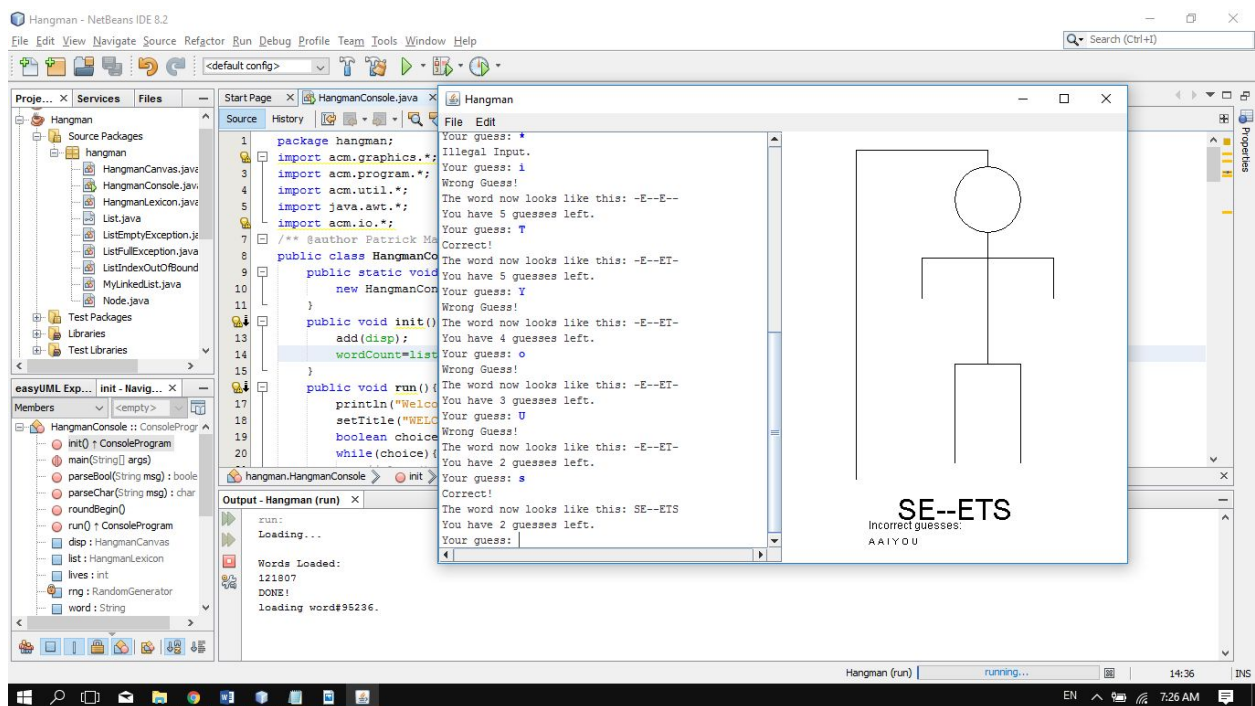 Hangman - NetBeans IDE 8.2
File Edit View Navigate Source Refactor Run Debug Profile Team Tools Window Help
Search (Ctrl+I)
<default config>
Proje... Services Files
Hangman
Source Packages
hangman
HangmanCanvas.java
HangmanConsole.java
HangmanLexicon.java
List.java
ListEmptyException.ja
ListFullException.java
ListIndexOutOfBound
MyLinkedList.java
Node.java
Test Packages
Libraries
Test Libraries
easyUML Exp... init - Navig...
Members <empty>
HangmanConsole :: ConsoleProgr
init() ↑ ConsoleProgram
main(String[] args)
parseBool(String msg) : boole
parseChar(String msg) : char
roundBegin()
run() ↑ ConsoleProgram
disp : HangmanCanvas
list : HangmanLexicon
lives : int
rng : RandomGenerator
word : String
Start Page HangmanConsole.java
Source History
1 package hangman;
import acm.graphics.*;
3 import acm.program.*;
4 import acm.util.*;
5 import java.awt.*;
import acm.io.*;
7 /** @author Patrick Ma
8 public class HangmanCo
9 public static void
10 new HangmanCon
11 }
public void init()
13 add(disp);
14 wordCount=list
15 }
public void run(){
17 println("Welco
18 setTitle("WELC
19 boolean choice
20 while(choice){
hangman.HangmanConsole init
Output - Hangman (run)
run:
Loading...
Words Loaded:
121807
DONE!
loading word#95236.
Hangman
File Edit
Your guess: *
Illegal Input.
Your guess: i
Wrong Guess!
The word now looks like this: -E--E--
You have 5 guesses left.
Your guess: T
Correct!
The word now looks like this: -E--ET-
You have 5 guesses left.
Your guess: Y
Wrong Guess!
The word now looks like this: -E--ET-
You have 4 guesses left.
Your guess: o
Wrong Guess!
The word now looks like this: -E--ET-
You have 3 guesses left.
Your guess: U
Wrong Guess!
The word now looks like this: -E--ET-
You have 2 guesses left.
Your guess: s
Correct!
The word now looks like this: SE--ETS
You have 2 guesses left.
Your guess:
SE--ETS
Incorrect guesses:
A A I Y O U
Properties
Hangman (run) running... 14:36 INS
EN 7:26 AM